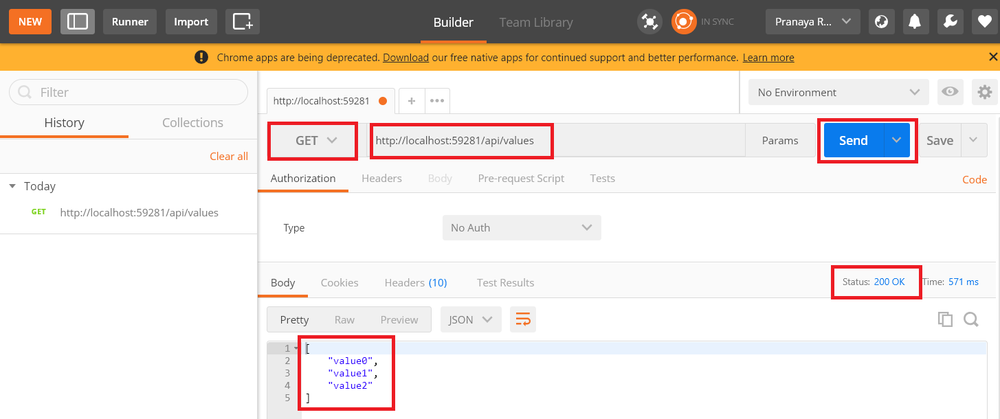 NEW Runner Import Builder Team Library IN SYNC Pranaya R...
Chrome apps are being deprecated. Download our free native apps for continued support and better performance. Learn more
Filter
History Collections
Clear all
Today
GET http://localhost:59281/api/values
http://localhost:59281
No Environment
GET http://localhost:59281/api/values Params Send Save
Authorization Headers Body Pre-request Script Tests Code
Type No Auth
Body Cookies Headers (10) Test Results Status: 200 OK Time: 571 ms
Pretty Raw Preview JSON
1 [
2 "value0",
3 "value1",
4 "value2"
5 ]